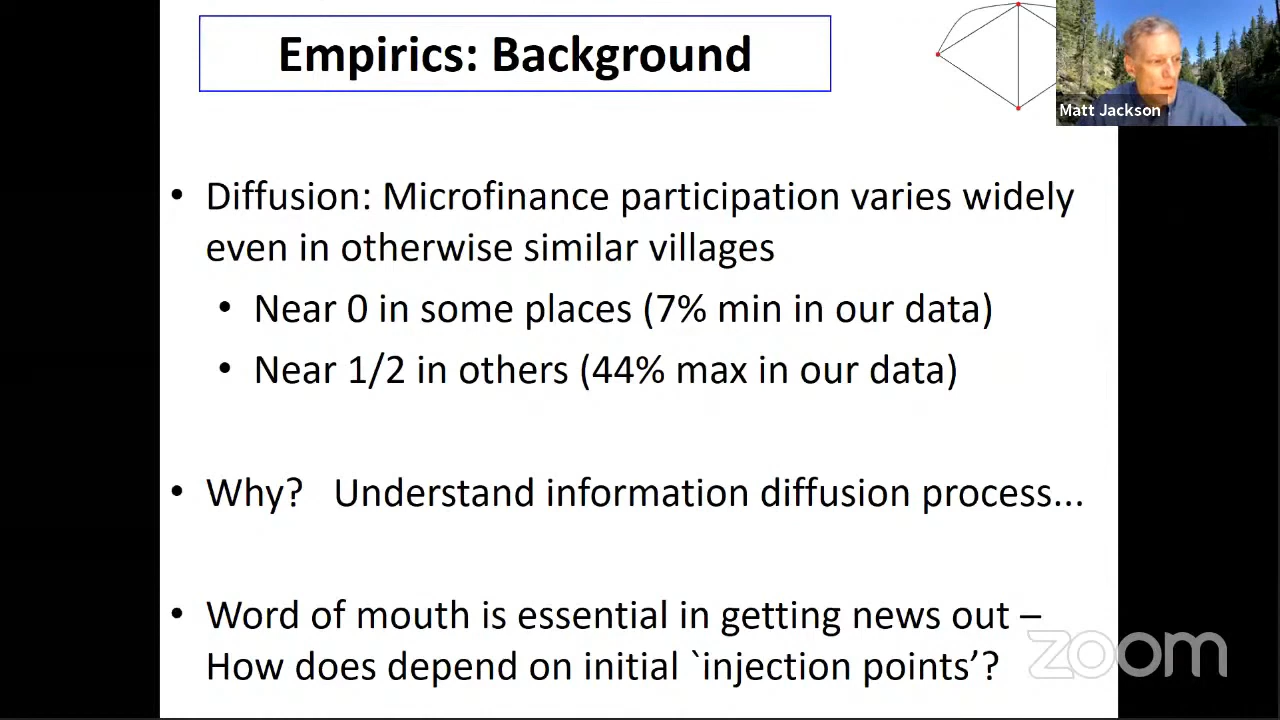 Empirics: Background
Matt Jackson
• Diffusion: Microfinance participation varies widely
even in otherwise similar villages
• Near 0 in some places (7% min in our data)
• Near 1/2 in others (44% max in our data)
• Why? Understand information diffusion process...
• Word of mouth is essential in getting news out –
How does depend on initial `injection points’?
zoom